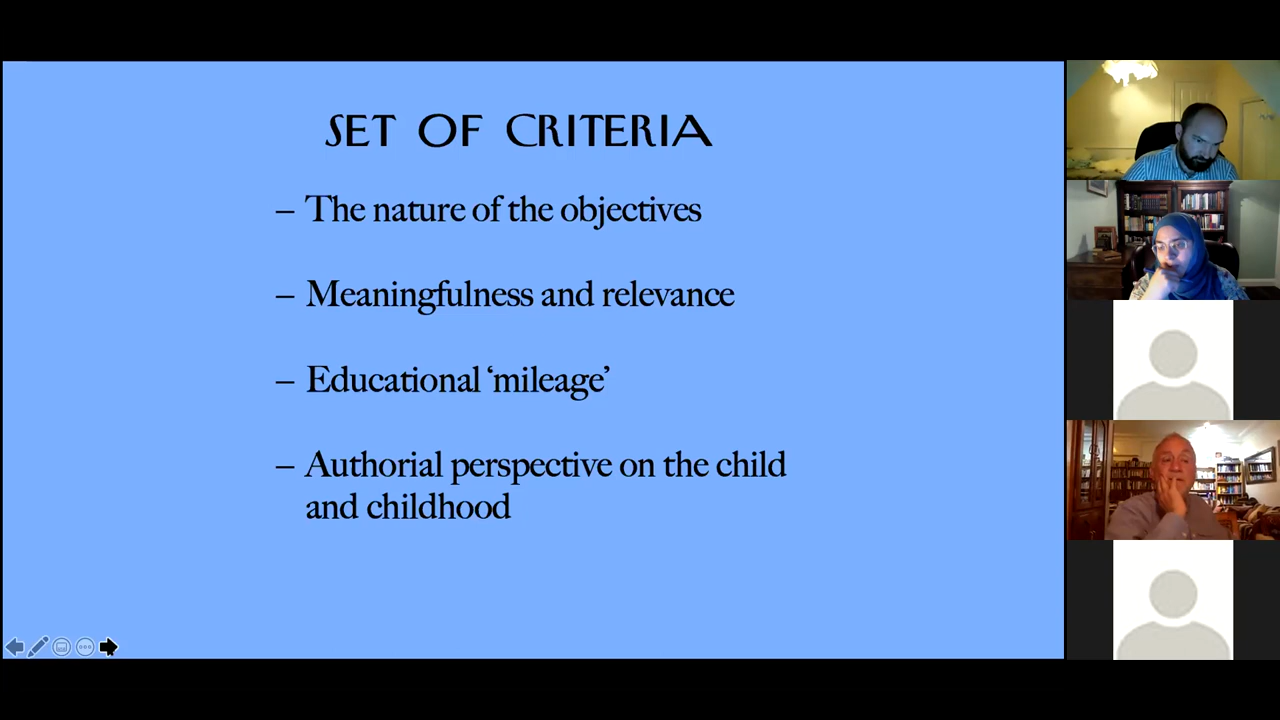 SET OF CRITERIA
– The nature of the objectives
– Meaningfulness and relevance
– Educational ‘mileage’
– Authorial perspective on the child
and childhood